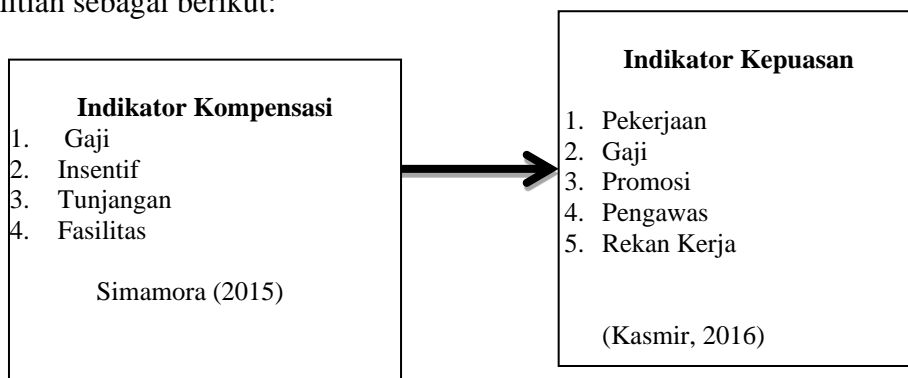 litian sebagai berikut:
Indikator Kompensasi
1. Gaji
2. Insentif
3. Tunjangan
4. Fasilitas
Simamora (2015)
Indikator Kepuasan
1. Pekerjaan
2. Gaji
3. Promosi
4. Pengawas
5. Rekan Kerja
(Kasmir, 2016)